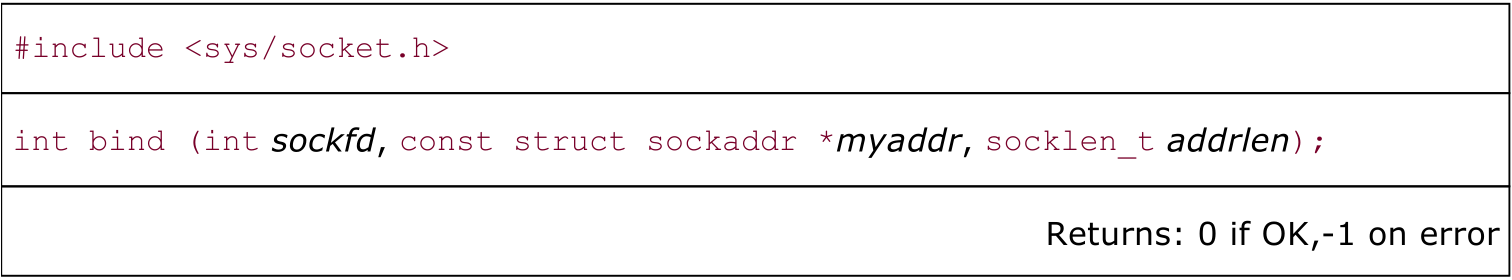 #include <sys/socket.h>
int bind (int sockfd, const struct sockaddr *myaddr, socklen_t addrlen);
Returns: 0 if OK,-1 on error